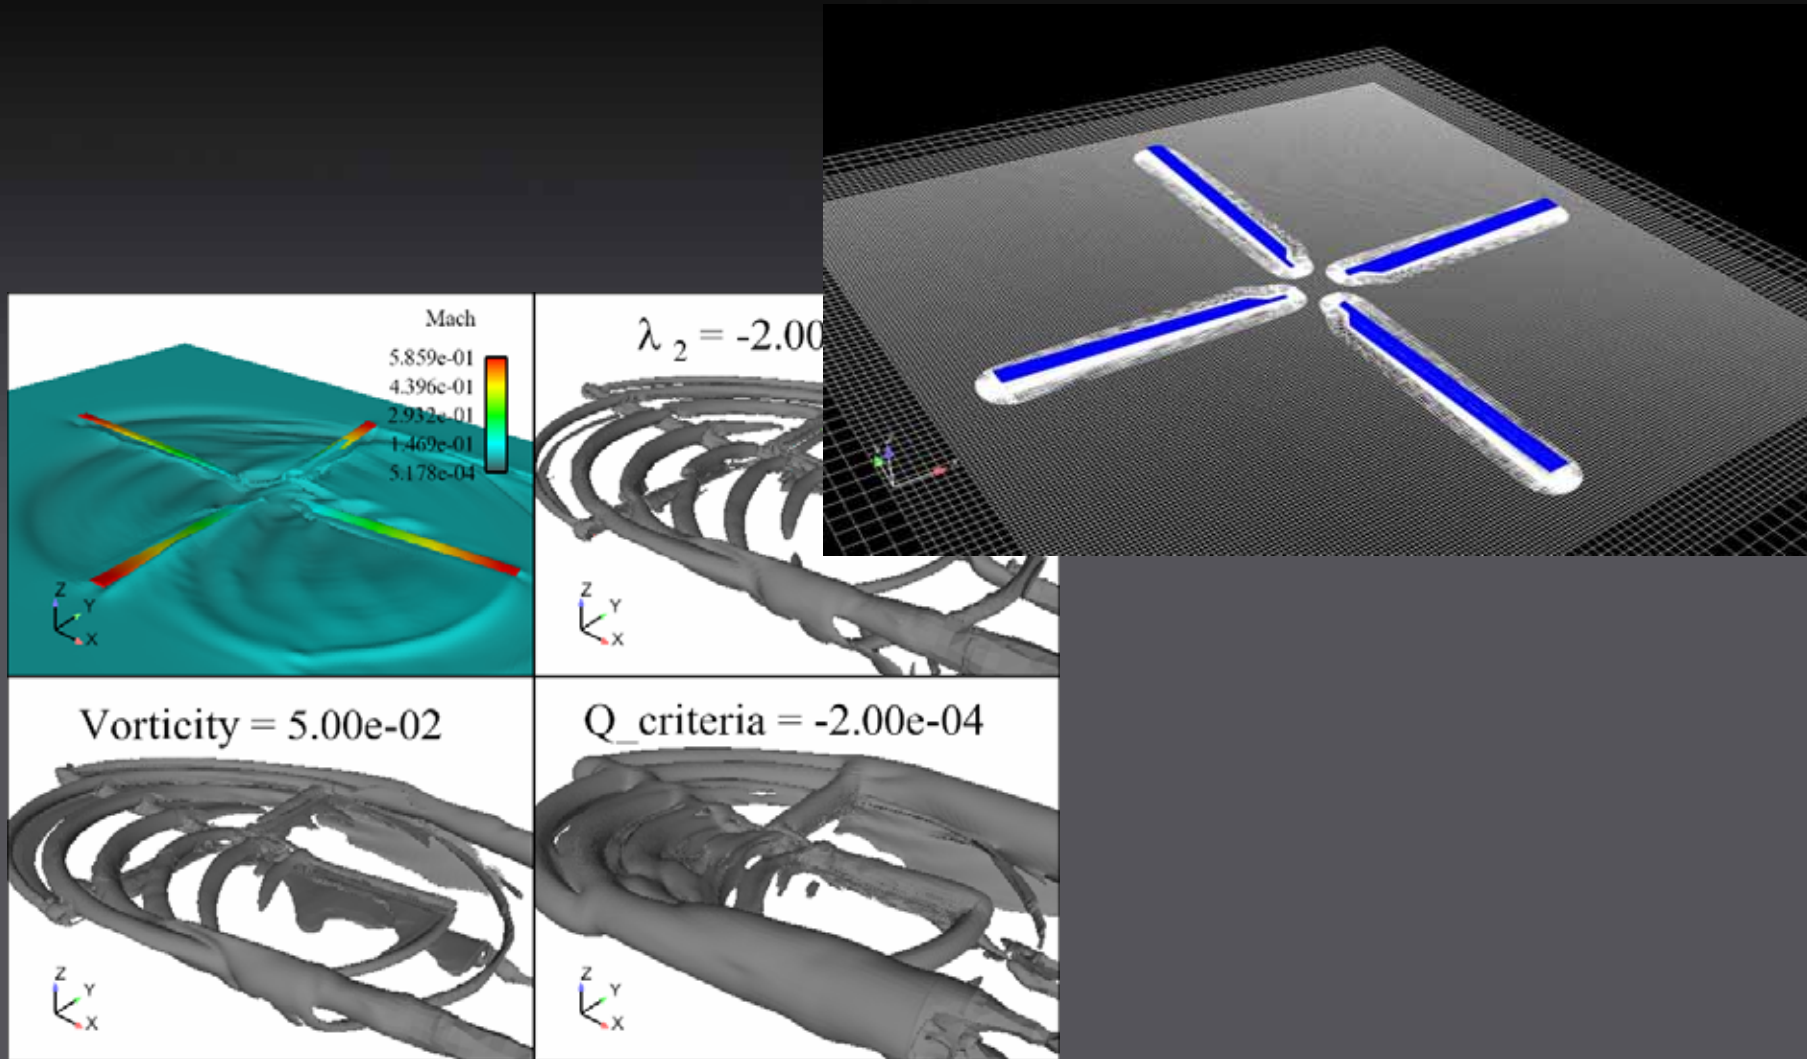 Mach
5.859e-01
4.396e-01
2.932e-01
1.469e-01
5.178e-04
Z
Y
X
λ 2 = -2.00
Z
Y
X
Vorticity = 5.00e-02
Z
Y
X
Q_criteria = -2.00e-04
Z
Y
X